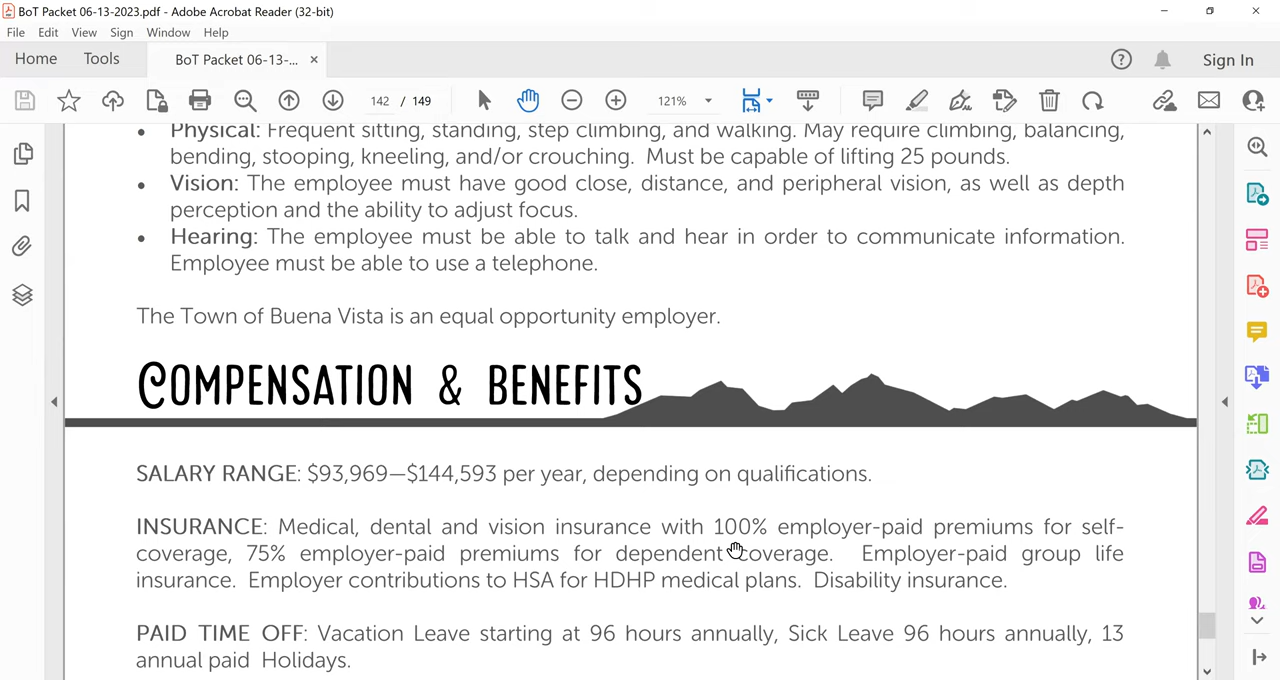 BoT Packet 06-13-2023.pdf - Adobe Acrobat Reader (32-bit)
File Edit View Sign Window Help
Home Tools BoT Packet 06-13-... × Sign In
142 / 149 121%
• Physical: Frequent sitting, standing, step climbing, and walking. May require climbing, balancing,
bending, stooping, kneeling, and/or crouching. Must be capable of lifting 25 pounds.
• Vision: The employee must have good close, distance, and peripheral vision, as well as depth
perception and the ability to adjust focus.
• Hearing: The employee must be able to talk and hear in order to communicate information.
Employee must be able to use a telephone.
The Town of Buena Vista is an equal opportunity employer.
COMPENSATION & BENEFITS
SALARY RANGE: $93,969—$144,593 per year, depending on qualifications.
INSURANCE: Medical, dental and vision insurance with 100% employer-paid premiums for self-
coverage, 75% employer-paid premiums for dependent coverage. Employer-paid group life
insurance. Employer contributions to HSA for HDHP medical plans. Disability insurance.
PAID TIME OFF: Vacation Leave starting at 96 hours annually, Sick Leave 96 hours annually, 13
annual paid Holidays.